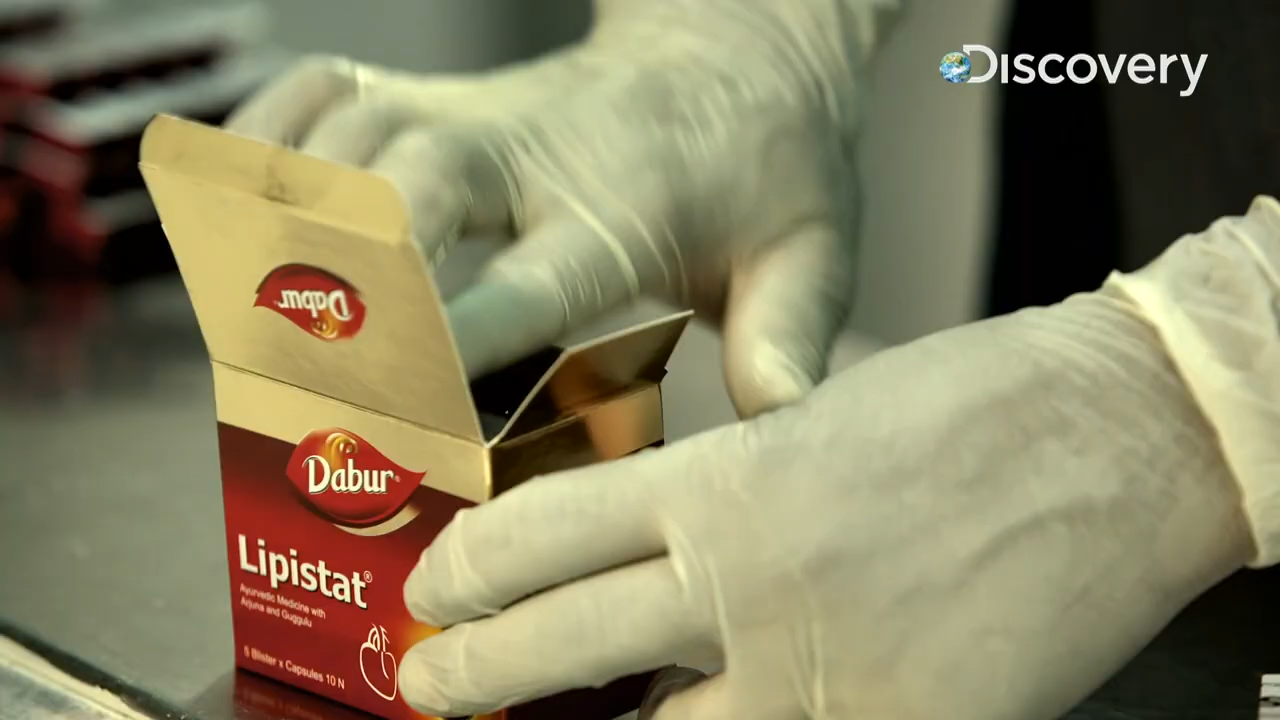 Discovery
Dabur
Dabur
Lipistat®
Ayurvedic Medicine with
Arjuna and Guggulu
5 Blister x Capsules 10 N